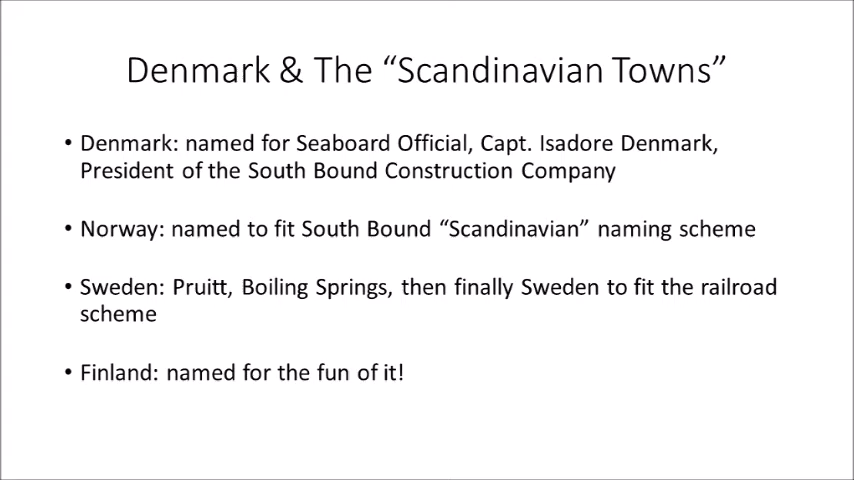 Denmark & The “Scandinavian Towns”
• Denmark: named for Seaboard Official, Capt. Isadore Denmark,
President of the South Bound Construction Company
• Norway: named to fit South Bound “Scandinavian” naming scheme
• Sweden: Pruitt, Boiling Springs, then finally Sweden to fit the railroad
scheme
• Finland: named for the fun of it!